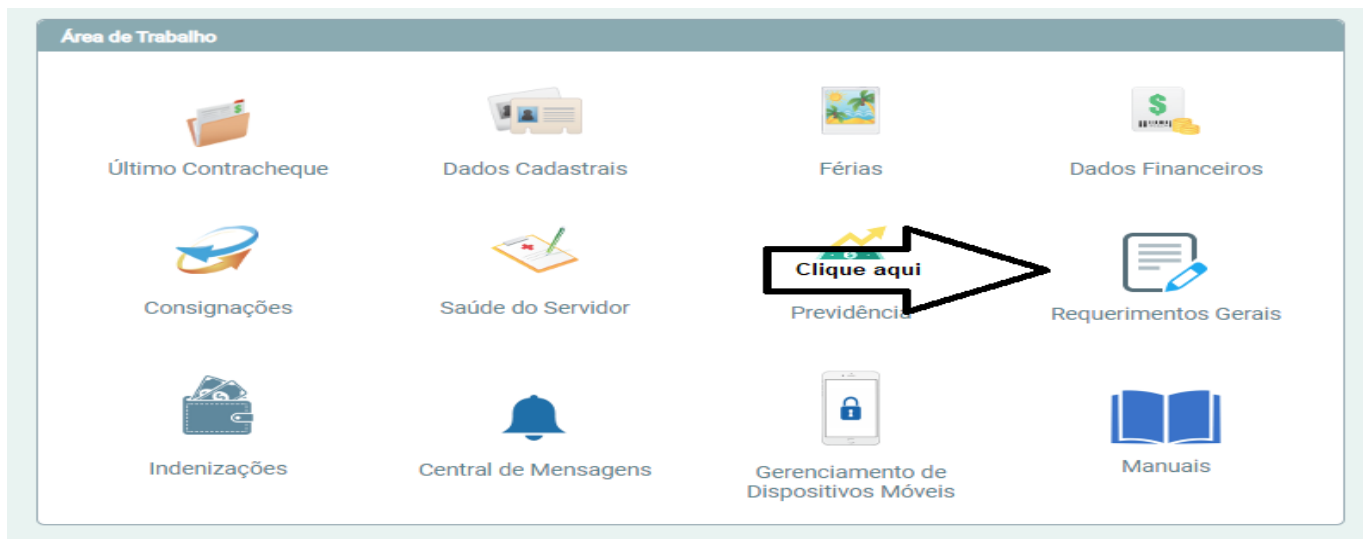 Área de Trabalho
Último Contracheque
Dados Cadastrais
Férias
Dados Financeiros
Consignações
Saúde do Servidor
Clique aqui
Previdência
Requerimentos Gerais
Indenizações
Central de Mensagens
Gerenciamento de
Dispositivos Móveis
Manuais